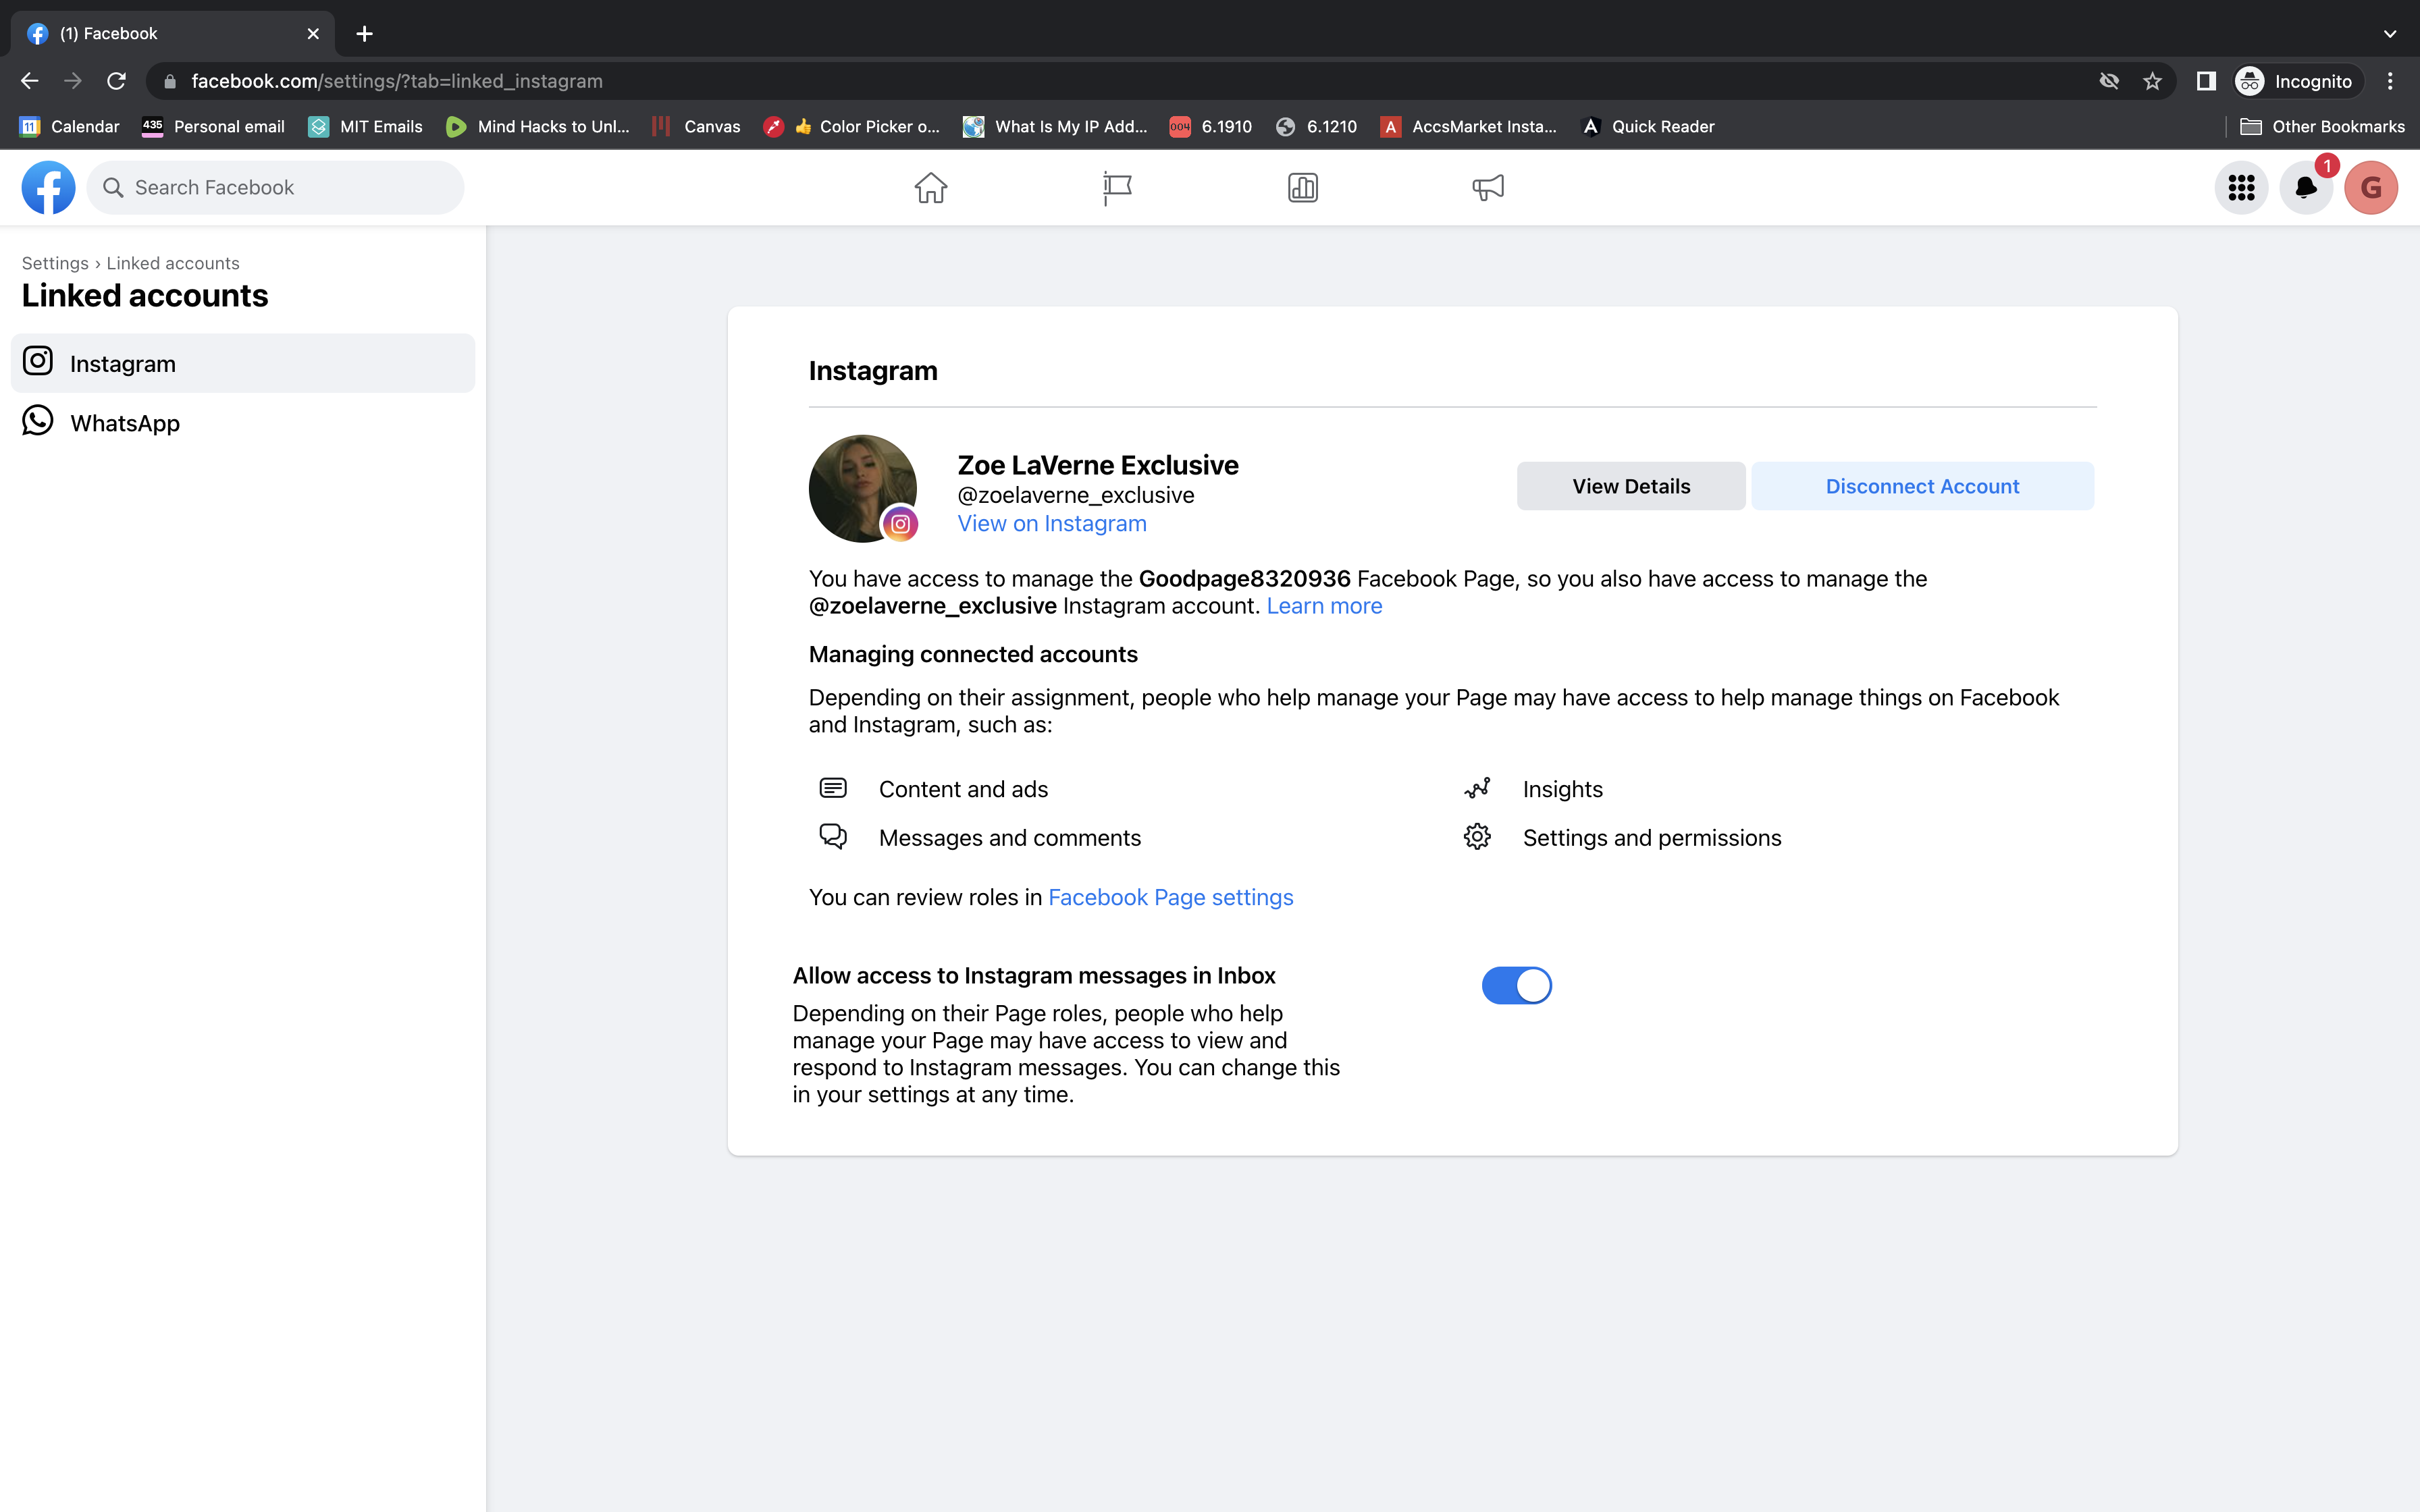 (1) Facebook
facebook.com/settings/?tab=linked_instagram
Incognito
11 Calendar
435 Personal email
MIT Emails
Mind Hacks to Unl...
Canvas
👍 Color Picker o...
What Is My IP Add...
004 6.1910
6.1210
A AccsMarket Insta...
Quick Reader
Other Bookmarks
Search Facebook
1
G
Settings › Linked accounts
Linked accounts
Instagram
WhatsApp
Instagram
Zoe LaVerne Exclusive
@zoelaverne_exclusive
View on Instagram
View Details
Disconnect Account
You have access to manage the Goodpage8320936 Facebook Page, so you also have access to manage the
@zoelaverne_exclusive Instagram account. Learn more
Managing connected accounts
Depending on their assignment, people who help manage your Page may have access to help manage things on Facebook
and Instagram, such as:
Content and ads
Insights
Messages and comments
Settings and permissions
You can review roles in Facebook Page settings
Allow access to Instagram messages in Inbox
Depending on their Page roles, people who help
manage your Page may have access to view and
respond to Instagram messages. You can change this
in your settings at any time.